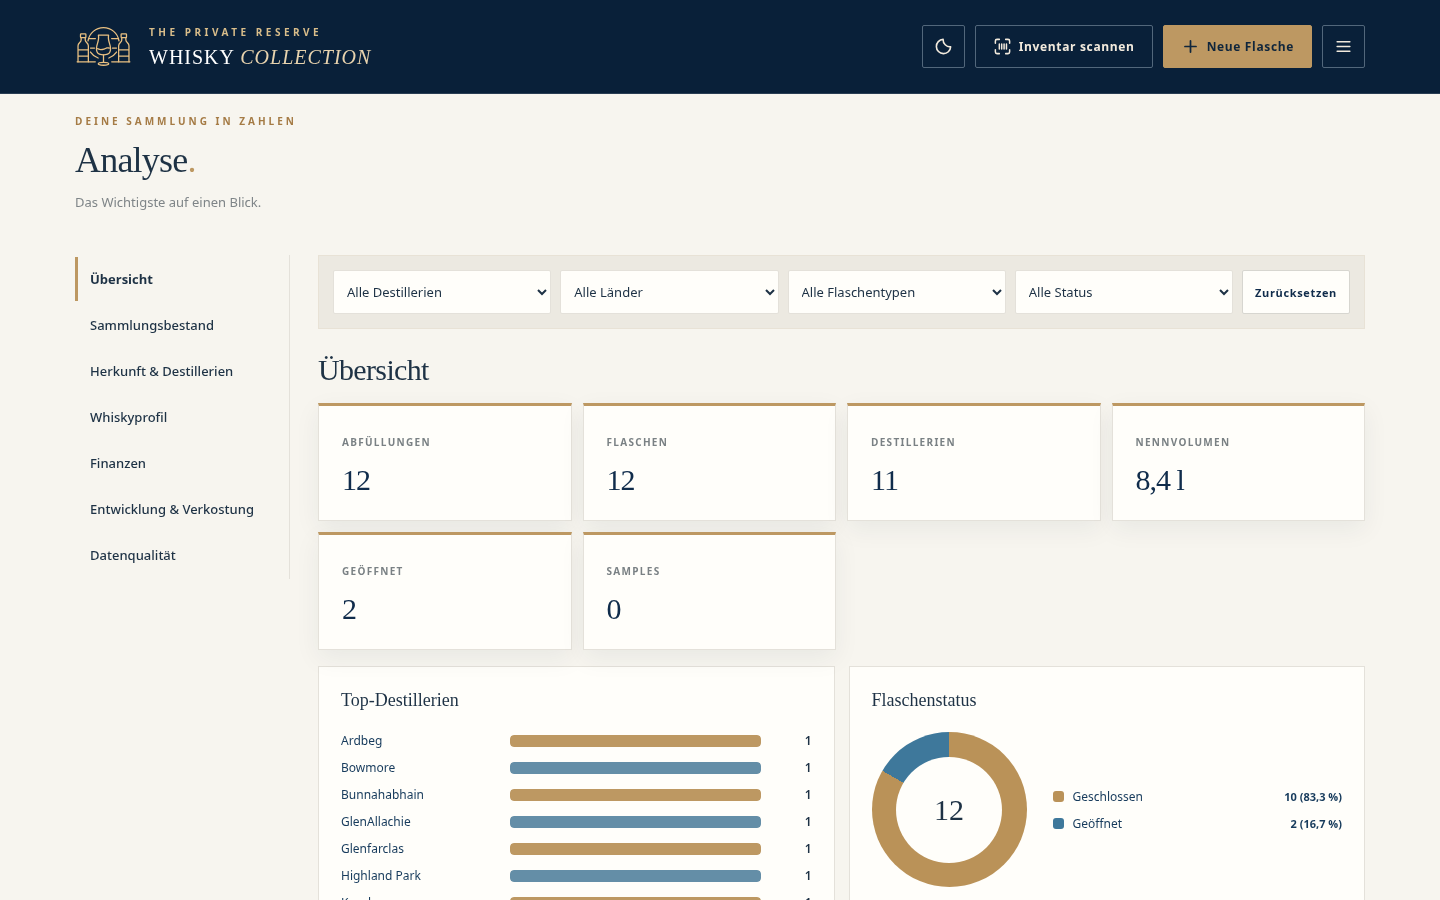 THE PRIVATE RESERVE
WHISKY COLLECTION
Inventar scannen
Neue Flasche
DEINE SAMMLUNG IN ZAHLEN
Analyse.
Das Wichtigste auf einen Blick.
Übersicht
Sammlungsbestand
Herkunft & Destillerien
Whiskyprofil
Finanzen
Entwicklung & Verkostung
Datenqualität
Alle Destillerien
Alle Länder
Alle Flaschentypen
Alle Status
Zurücksetzen
Übersicht
ABFÜLLUNGEN
12
FLASCHEN
12
DESTILLERIEN
11
NENNVOLUMEN
8,4 l
GEÖFFNET
2
SAMPLES
0
Top-Destillerien
Ardbeg 1
Bowmore 1
Bunnahabhain 1
GlenAllachie 1
Glenfarclas 1
Highland Park 1
Flaschenstatus
12
Geschlossen 10 (83,3 %)
Geöffnet 2 (16,7 %)